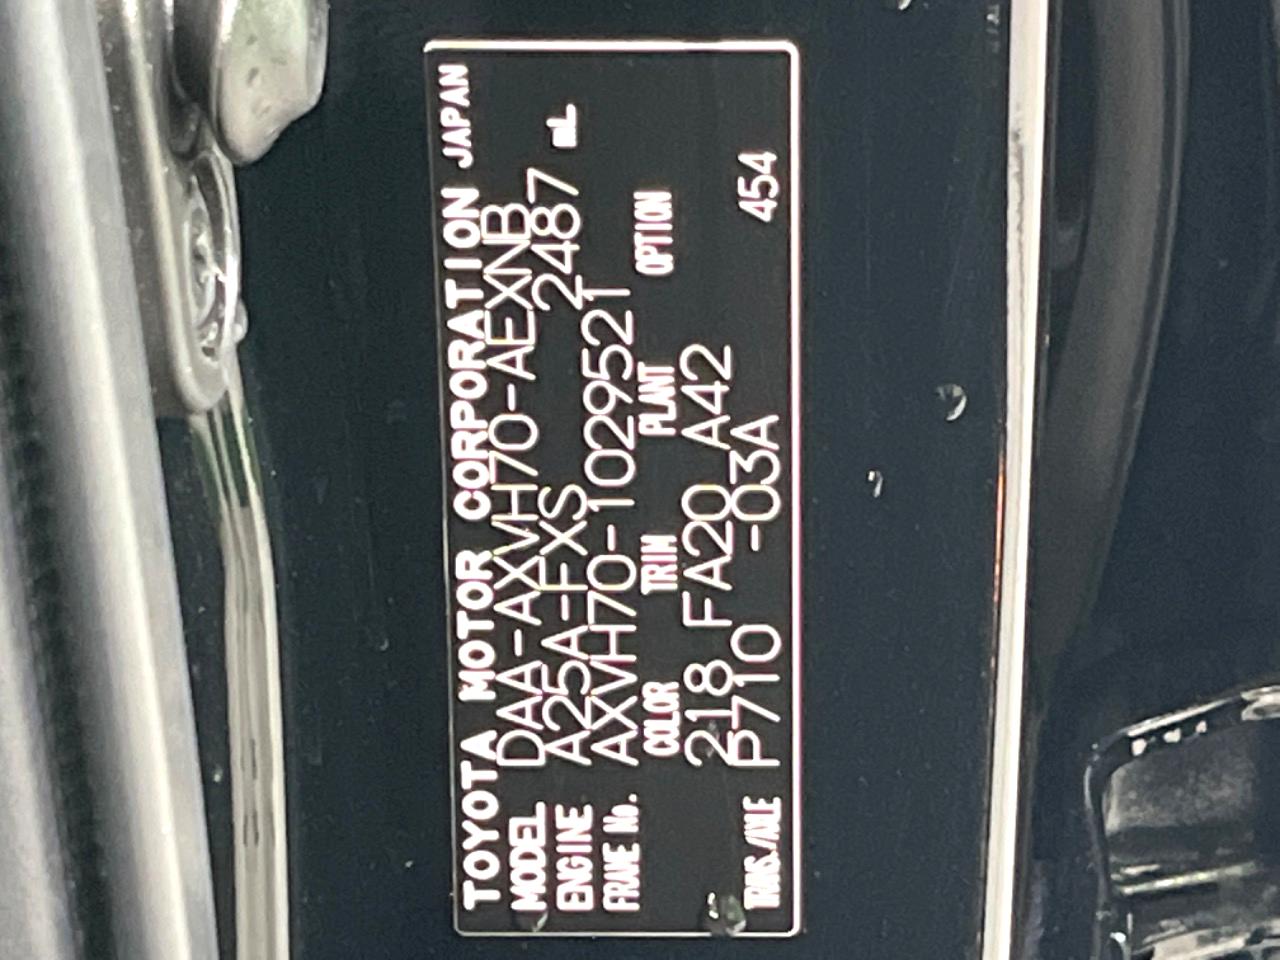 TOYOTA MOTOR CORPORATION JAPAN
MODEL DAA-AXVH70-AEXNB
ENGINE A25A-FXS 2487 mL
FRAME No. AXVH70-1029521
COLOR TRIM PLANT OPTION
218 FA20 A42
TRANS./AXLE P710 -03A 454